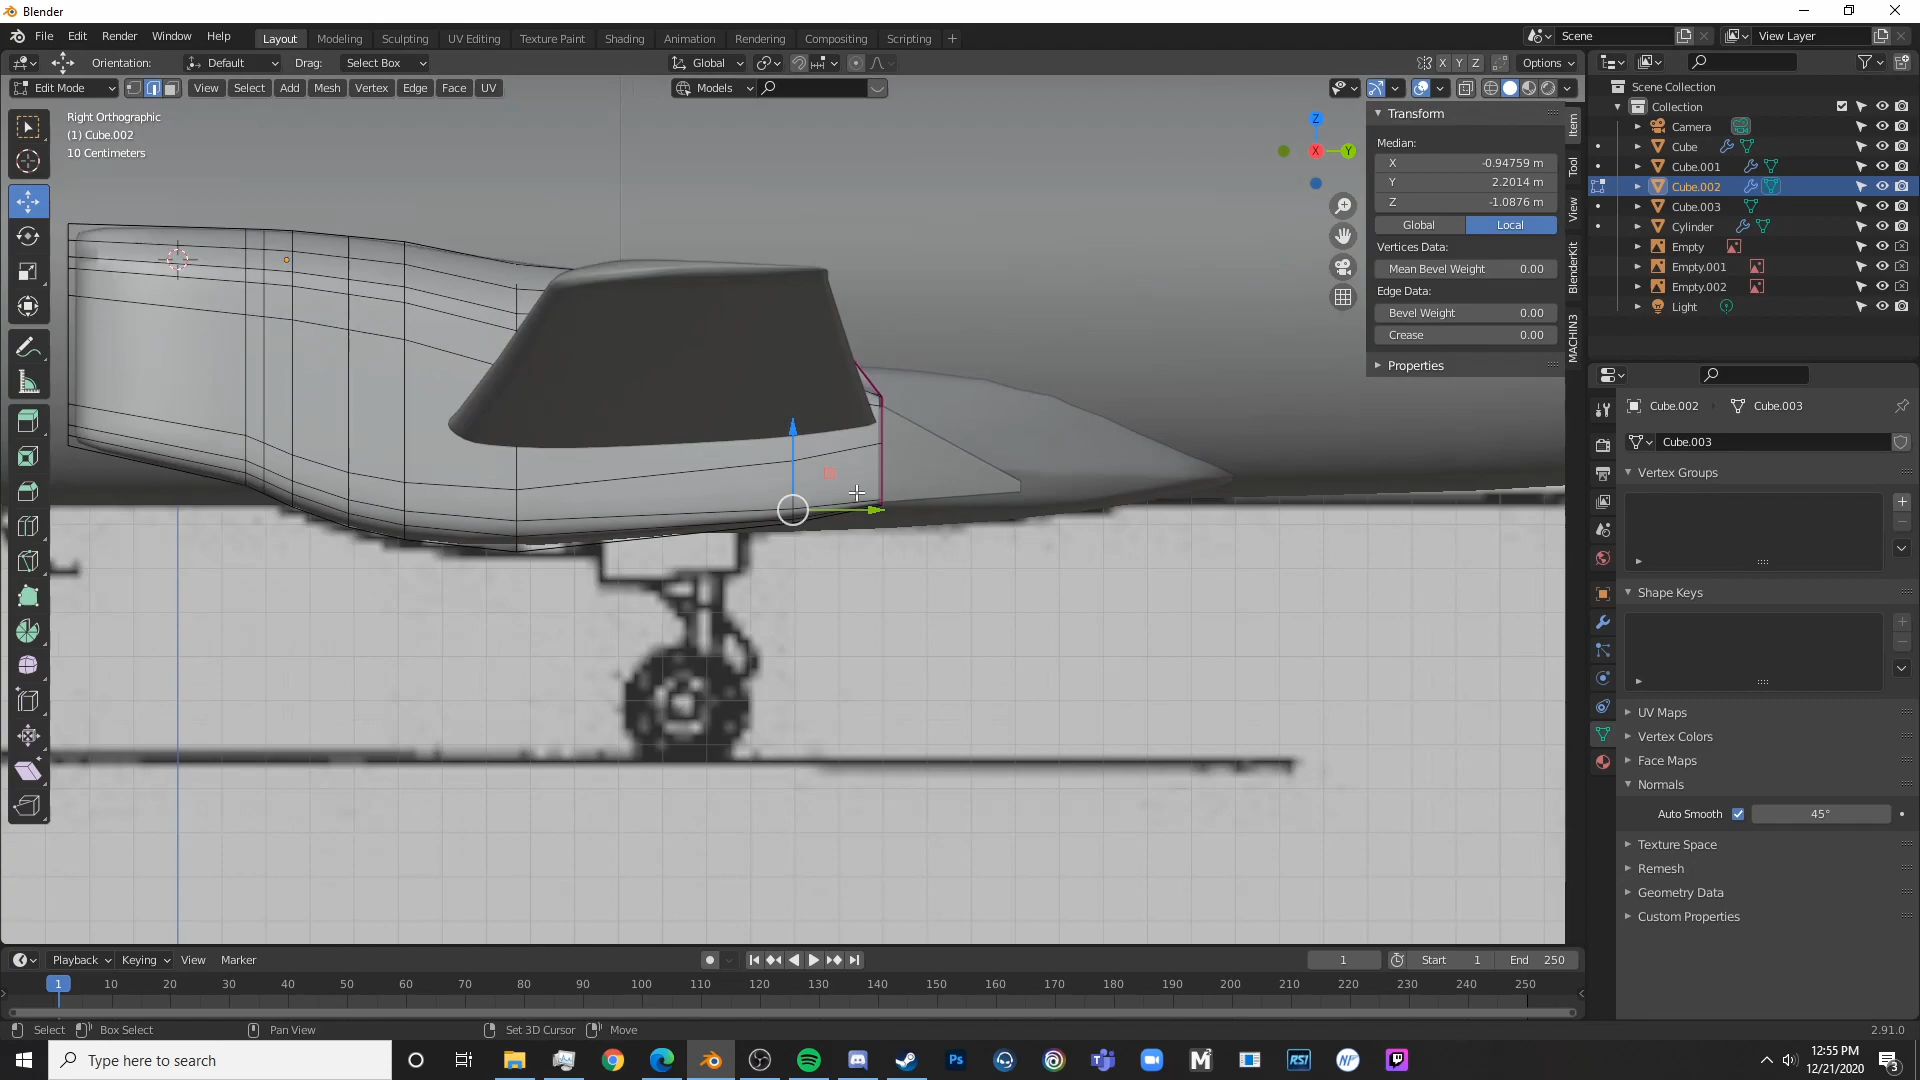 Blender
File Edit Render Window Help Layout Modeling Sculpting UV Editing Texture Paint Shading Animation Rendering Compositing Scripting + Scene View Layer
Orientation: Default Drag: Select Box Global X Y Z Options
Edit Mode View Select Add Mesh Vertex Edge Face UV Models
Right Orthographic
(1) Cube.002
10 Centimeters
Z
X
Y
Transform
Median:
X -0.94759 m
Y 2.2014 m
Z -1.0876 m
Global Local
Vertices Data:
Mean Bevel Weight 0.00
Edge Data:
Bevel Weight 0.00
Crease 0.00
Properties
Item
Tool
View
BlenderKit
MACHIN3
Scene Collection
Collection
Camera
Cube
Cube.001
Cube.002
Cube.003
Cylinder
Empty
Empty.001
Empty.002
Light
Cube.002 Cube.003
Cube.003
Vertex Groups
Shape Keys
UV Maps
Vertex Colors
Face Maps
Normals
Auto Smooth 45°
Texture Space
Remesh
Geometry Data
Custom Properties
Playback Keying View Marker 1 Start 1 End 250
1 10 20 30 40 50 60 70 80 90 100 110 120 130 140 150 160 170 180 190 200 210 220 230 240 250
Select Box Select Pan View Set 3D Cursor Move 2.91.0
Type here to search
Ps
M
RSI
NP
12:55 PM
12/21/2020
3